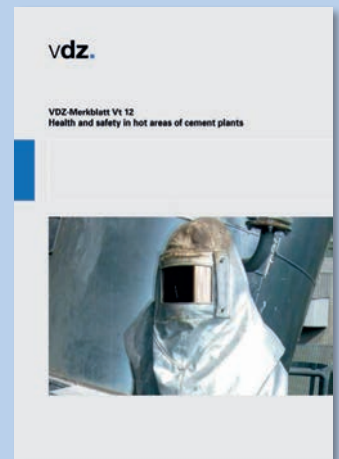 vdz.
VDZ-Merkblatt Vt 12
Health and safety in hot areas of cement plants